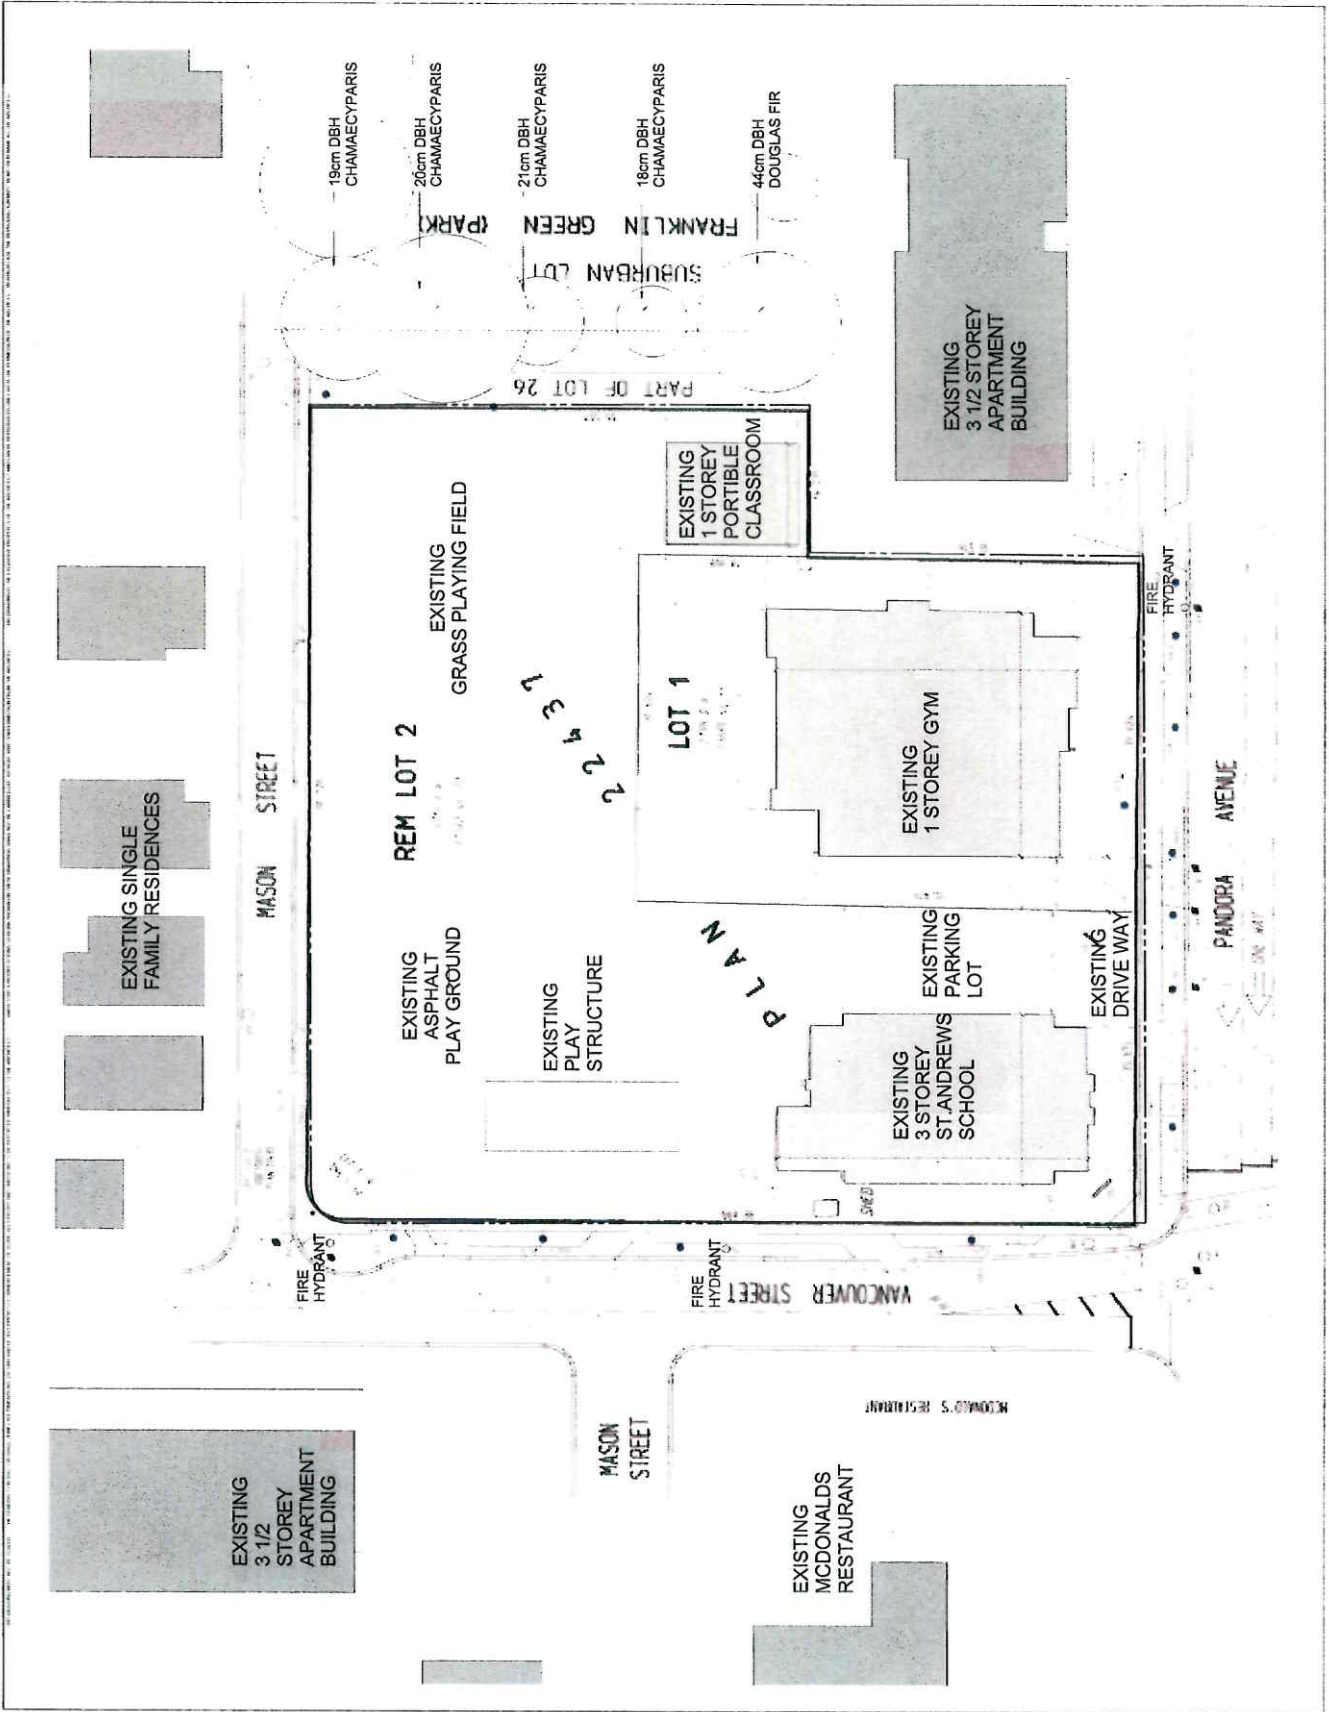 19cm DBH
CHAMAECYPARIS
20cm DBH
CHAMAECYPARIS
21cm DBH
CHAMAECYPARIS
18cm DBH
CHAMAECYPARIS
44cm DBH
DOUGLAS FIR
FRANKLIN GREEN (PARK)
SUBURBAN LOT
PART OF LOT 26
EXISTING
3 1/2 STOREY
APARTMENT
BUILDING
EXISTING
1 STOREY
PORTIBLE
CLASSROOM
EXISTING
GRASS PLAYING FIELD
REM LOT 2
PLAN 22437
LOT 1
EXISTING
1 STOREY GYM
FIRE
HYDRANT
MASON STREET
EXISTING SINGLE
FAMILY RESIDENCES
EXISTING
ASPHALT
PLAY GROUND
EXISTING
PLAY
STRUCTURE
EXISTING
PARKING
LOT
EXISTING
DRIVE WAY
EXISTING
3 STOREY
ST.ANDREWS
SCHOOL
SHED
PANDORA AVENUE
ONE WAY
FIRE
HYDRANT
FIRE
HYDRANT
VANCOUVER STREET
MASON
STREET
MCDONALD'S RESTAURANT
EXISTING
3 1/2
STOREY
APARTMENT
BUILDING
EXISTING
MCDONALDS
RESTAURANT